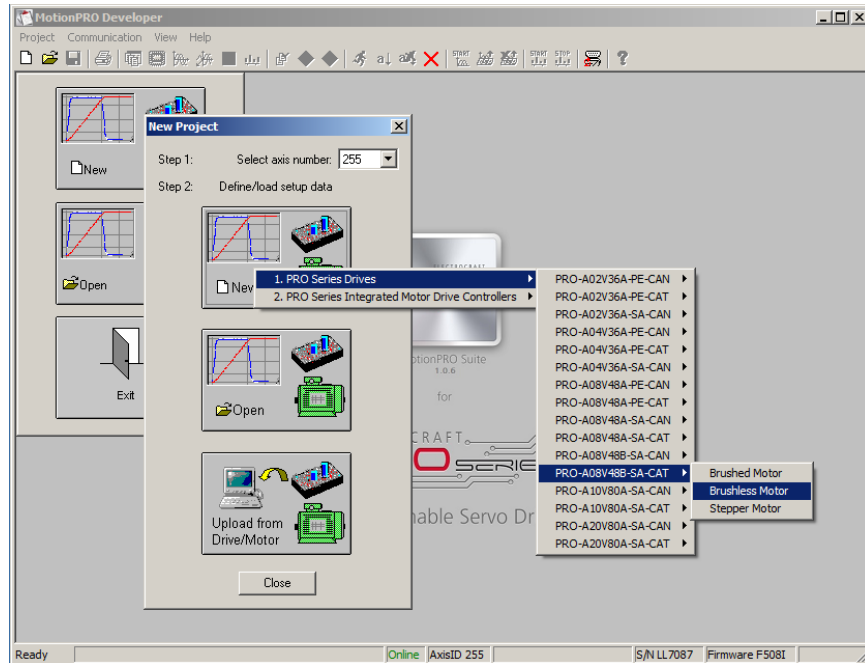 MotionPRO Developer
Project Communication View Help
START START STOP
New
Open
Exit
New Project
Step 1: Select axis number: 255
Step 2: Define/load setup data
New
Open
Upload from
Drive/Motor
Close
1. PRO Series Drives
2. PRO Series Integrated Motor Drive Controllers
PRO-A02V36A-PE-CAN
PRO-A02V36A-PE-CAT
PRO-A02V36A-SA-CAN
PRO-A04V36A-PE-CAN
PRO-A04V36A-PE-CAT
PRO-A04V36A-SA-CAN
PRO-A08V48A-PE-CAN
PRO-A08V48A-PE-CAT
PRO-A08V48A-SA-CAN
PRO-A08V48A-SA-CAT
PRO-A08V48B-SA-CAN
PRO-A08V48B-SA-CAT
PRO-A10V80A-SA-CAN
PRO-A10V80A-SA-CAT
PRO-A20V80A-SA-CAN
PRO-A20V80A-SA-CAT
Brushed Motor
Brushless Motor
Stepper Motor
ELECTROCRAFT
otionPRO Suite
1.0.6
for
CRAFT
O SERIE
nable Servo Dr
Ready Online AxisID 255 S/N LL7087 Firmware F508I